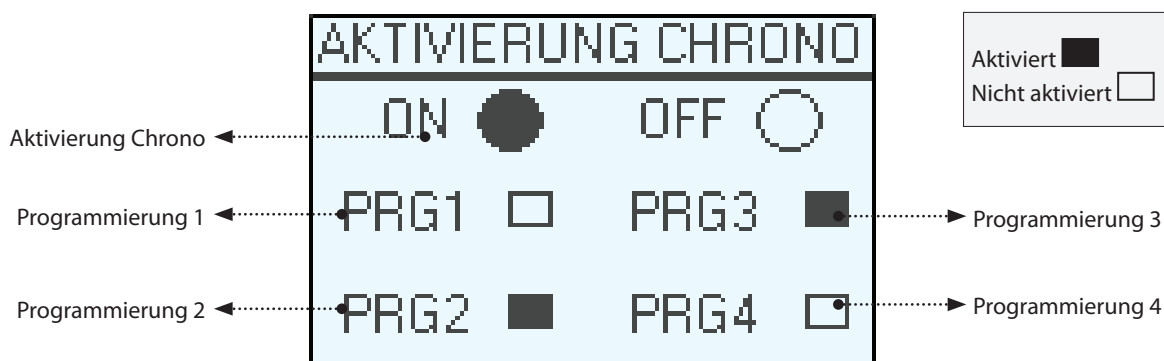 AKTIVIERUNG CHRONO
Aktiviert
Nicht aktiviert
ON OFF
Aktivierung Chrono
PRG1 PRG3
Programmierung 1
Programmierung 3
PRG2 PRG4
Programmierung 2
Programmierung 4